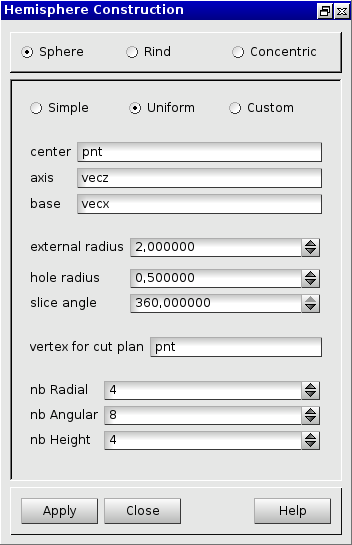 Hemisphere Construction
Sphere Rind Concentric
Simple Uniform Custom
center pnt
axis vecz
base vecx
external radius 2,000000
hole radius 0,500000
slice angle 360,000000
vertex for cut plan pnt
nb Radial 4
nb Angular 8
nb Height 4
Apply Close Help